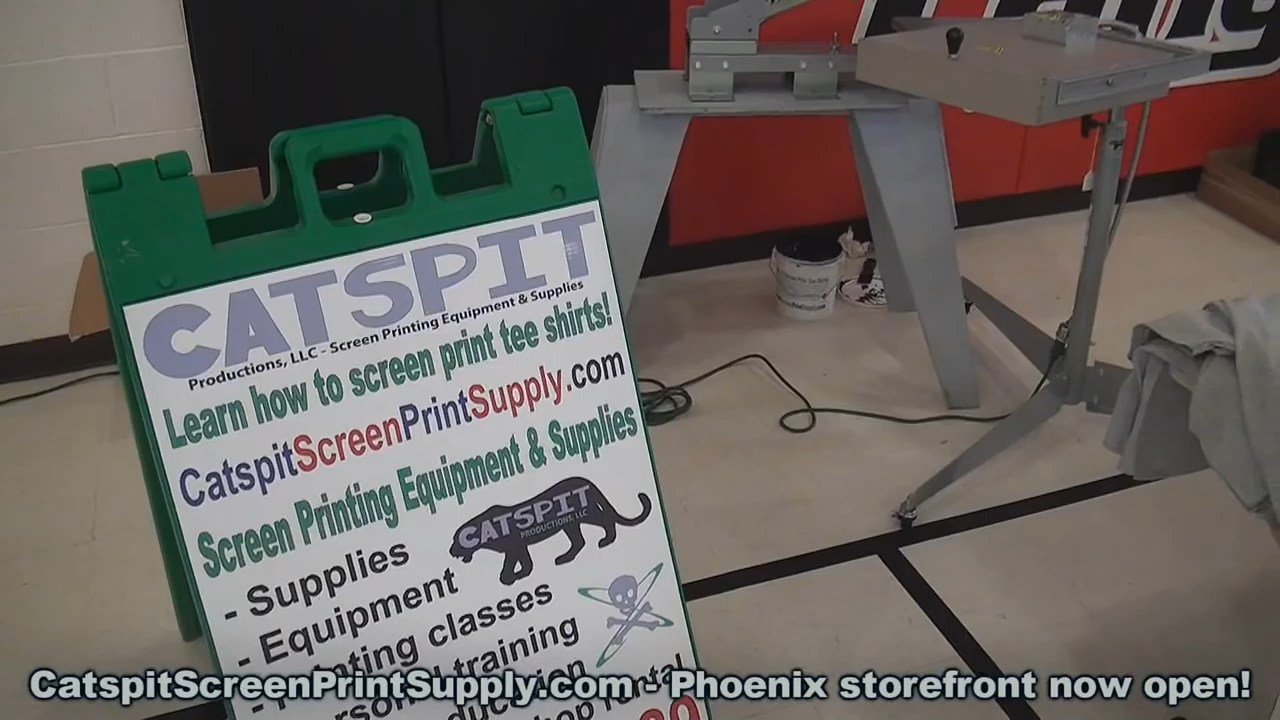 CATSPIT
Productions, LLC - Screen Printing Equipment & Supplies
Learn how to screen print tee shirts!
CatspitScreenPrintSupply.com
Screen Printing Equipment & Supplies
CATSPIT
PRODUCTIONS, LLC
- Supplies
- Equipment
classes
training
CatspitScreenPrintSupply.com - Phoenix storefront now open!